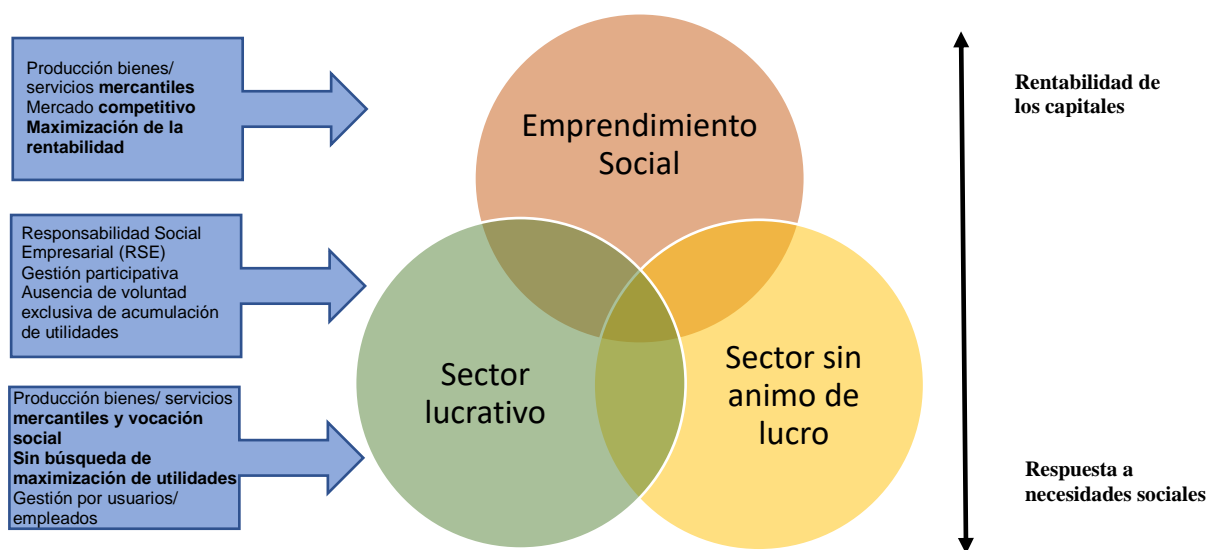 Producción bienes/
servicios mercantiles
Mercado competitivo
Maximización de la
rentabilidad
Responsabilidad Social
Empresarial (RSE)
Gestión participativa
Ausencia de voluntad
exclusiva de acumulación
de utilidades
Producción bienes/ servicios
mercantiles y vocación
social
Sin búsqueda de
maximización de utilidades
Gestión por usuarios/
empleados
Emprendimiento
Social
Sector
lucrativo
Sector sin
animo de
lucro
Rentabilidad de
los capitales
Respuesta a
necesidades sociales